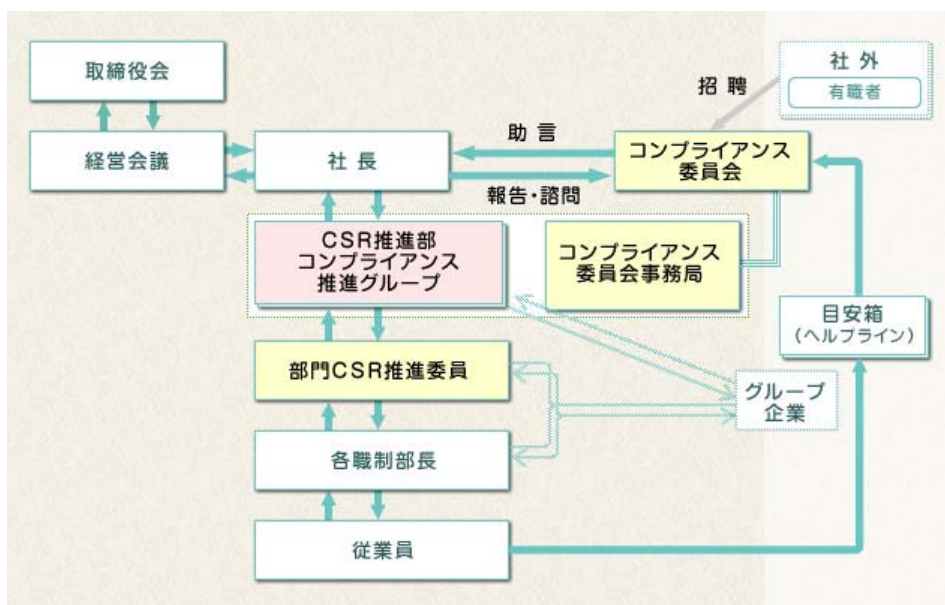 取締役会
経営会議
社長
助言
報告・諮問
招聘
社外
有職者
コンプライアンス
委員会
CSR推進部
コンプライアンス
推進グループ
コンプライアンス
委員会事務局
目安箱
(ヘルプライン)
部門CSR推進委員
グループ
企業
各職制部長
従業員